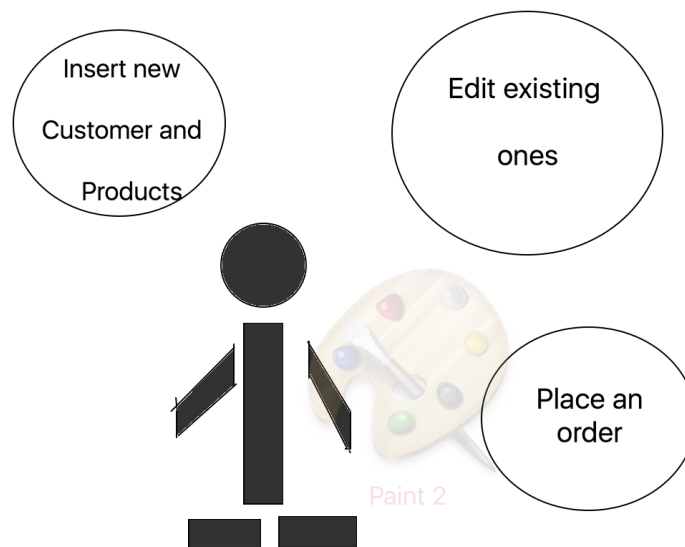 Insert new
Customer and
Products
Edit existing
ones
Place an
order
Paint 2